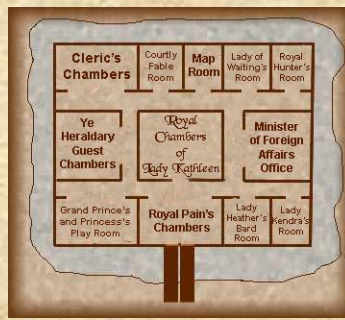 Cleric's
Chambers
Courtly
Fable
Room
Map
Room
Lady of
Waiting's
Room
Royal
Hunter's
Room
Ye
Heraldary
Guest
Chambers
Royal
Chambers
of
Lady Kathleen
Minister
of Foreign
Affairs
Office
Grand Prince's
and Princess's
Play Room
Royal Pain's
Chambers
Lady
Heather's
Bard
Room
Lady
Kendra's
Room